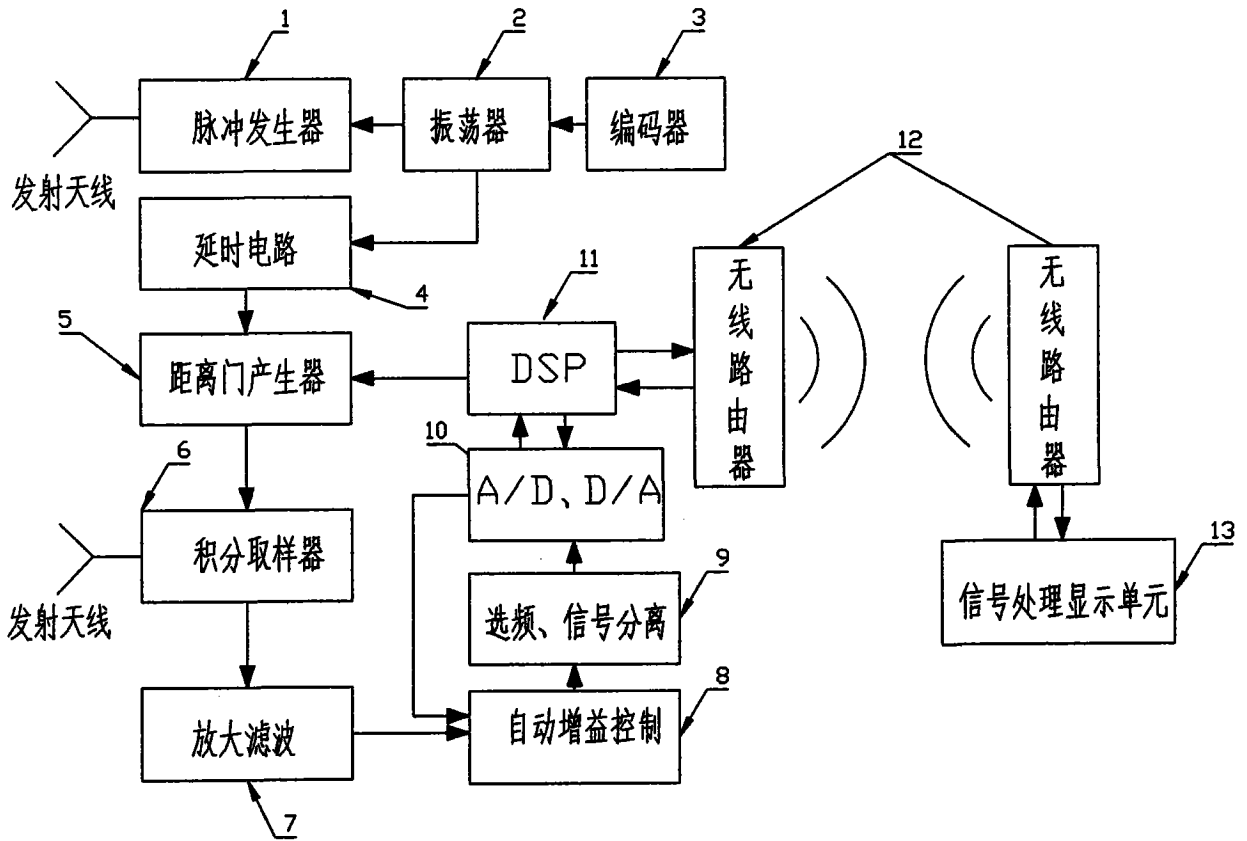 1
2
3
脉冲发生器
振荡器
编码器
发射天线
12
延时电路
4
11
无线路由器
无线路由器
5
距离门产生器
DSP
10
A/D、D/A
6
积分取样器
发射天线
9
选频、信号分离
13
信号处理显示单元
8
自动增益控制
放大滤波
7